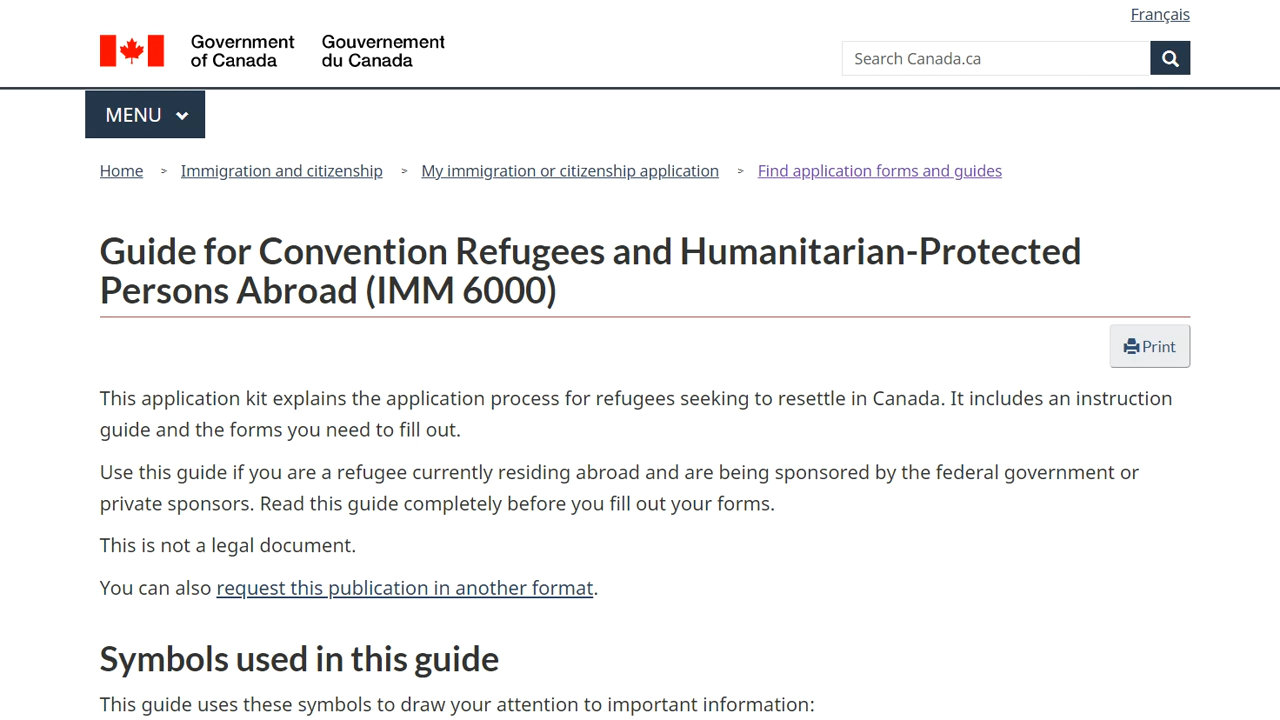 Français
Government of Canada
Gouvernement du Canada
Search Canada.ca
MENU
Home > Immigration and citizenship > My immigration or citizenship application > Find application forms and guides
Guide for Convention Refugees and Humanitarian-Protected
Persons Abroad (IMM 6000)
Print
This application kit explains the application process for refugees seeking to resettle in Canada. It includes an instruction
guide and the forms you need to fill out.
Use this guide if you are a refugee currently residing abroad and are being sponsored by the federal government or
private sponsors. Read this guide completely before you fill out your forms.
This is not a legal document.
You can also request this publication in another format.
Symbols used in this guide
This guide uses these symbols to draw your attention to important information: